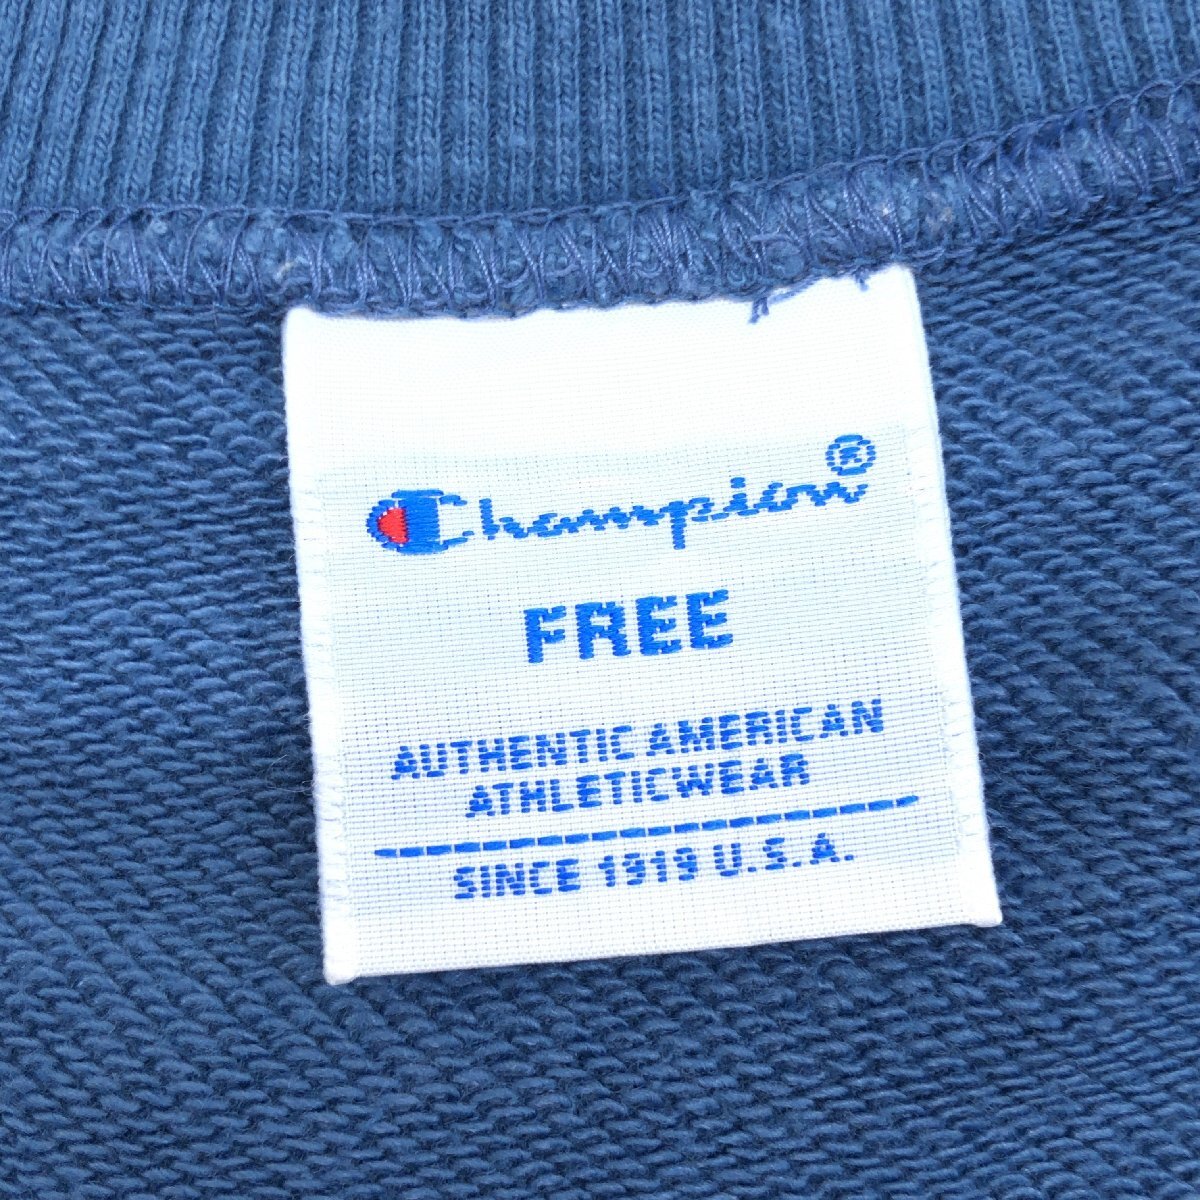 Champion®
FREE
AUTHENTIC AMERICAN
ATHLETICWEAR
SINCE 1919 U.S.A.